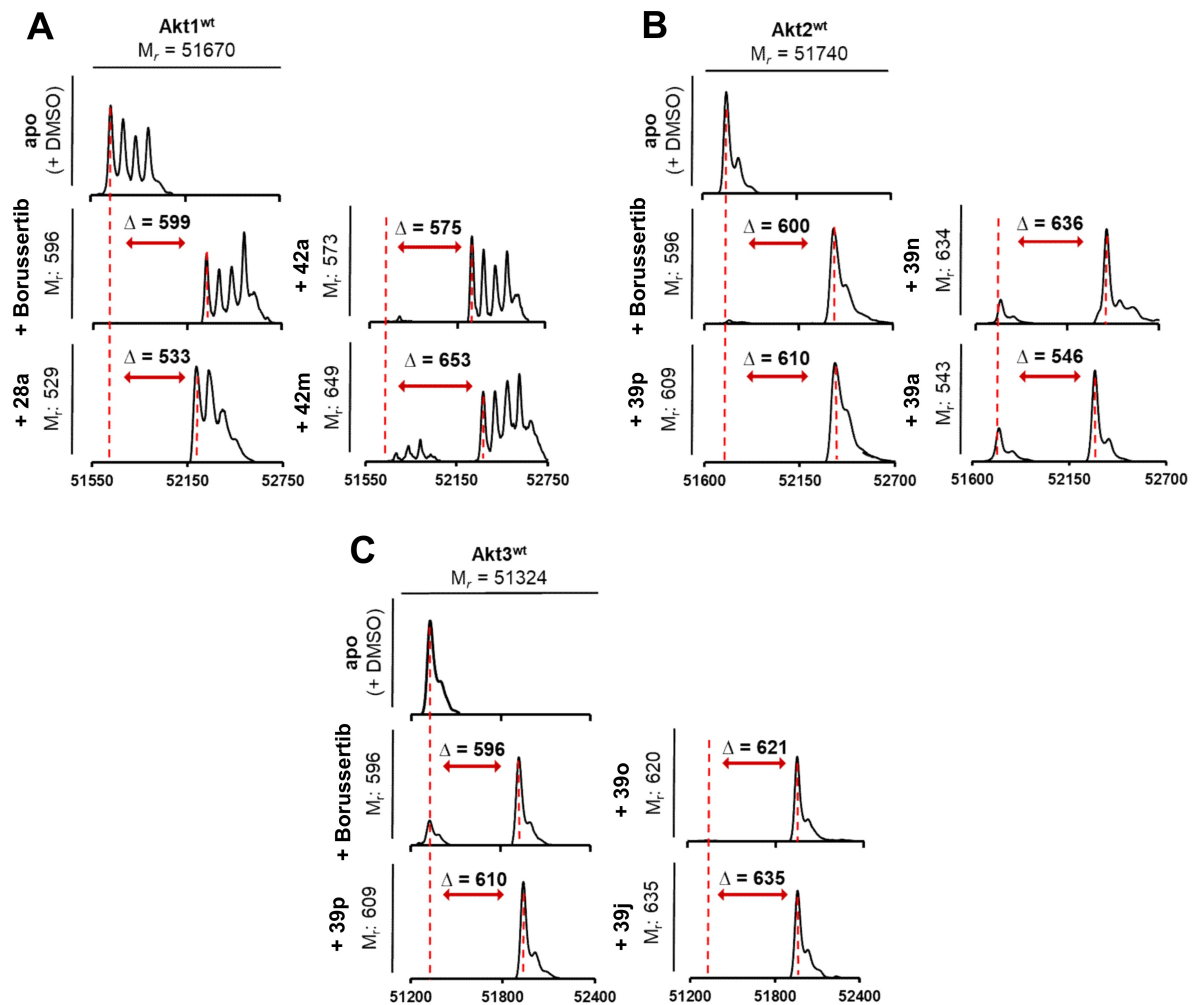 A
Akt1wt
Mr = 51670
apo
(+ DMSO)
+ Borussertib
Mr: 596
Δ = 599
+ 42a
Mr: 573
Δ = 575
+ 28a
Mr: 529
Δ = 533
+ 42m
Mr: 649
Δ = 653
51550 52150 52750
51550 52150 52750
B
Akt2wt
Mr = 51740
apo
(+ DMSO)
+ Borussertib
Mr: 596
Δ = 600
+ 39n
Mr: 634
Δ = 636
+ 39p
Mr: 609
Δ = 610
+ 39a
Mr: 543
Δ = 546
51600 52150 52700
51600 52150 52700
C
Akt3wt
Mr = 51324
apo
(+ DMSO)
+ Borussertib
Mr: 596
Δ = 596
+ 39o
Mr: 620
Δ = 621
+ 39p
Mr: 609
Δ = 610
+ 39j
Mr: 635
Δ = 635
51200 51800 52400
51200 51800 52400